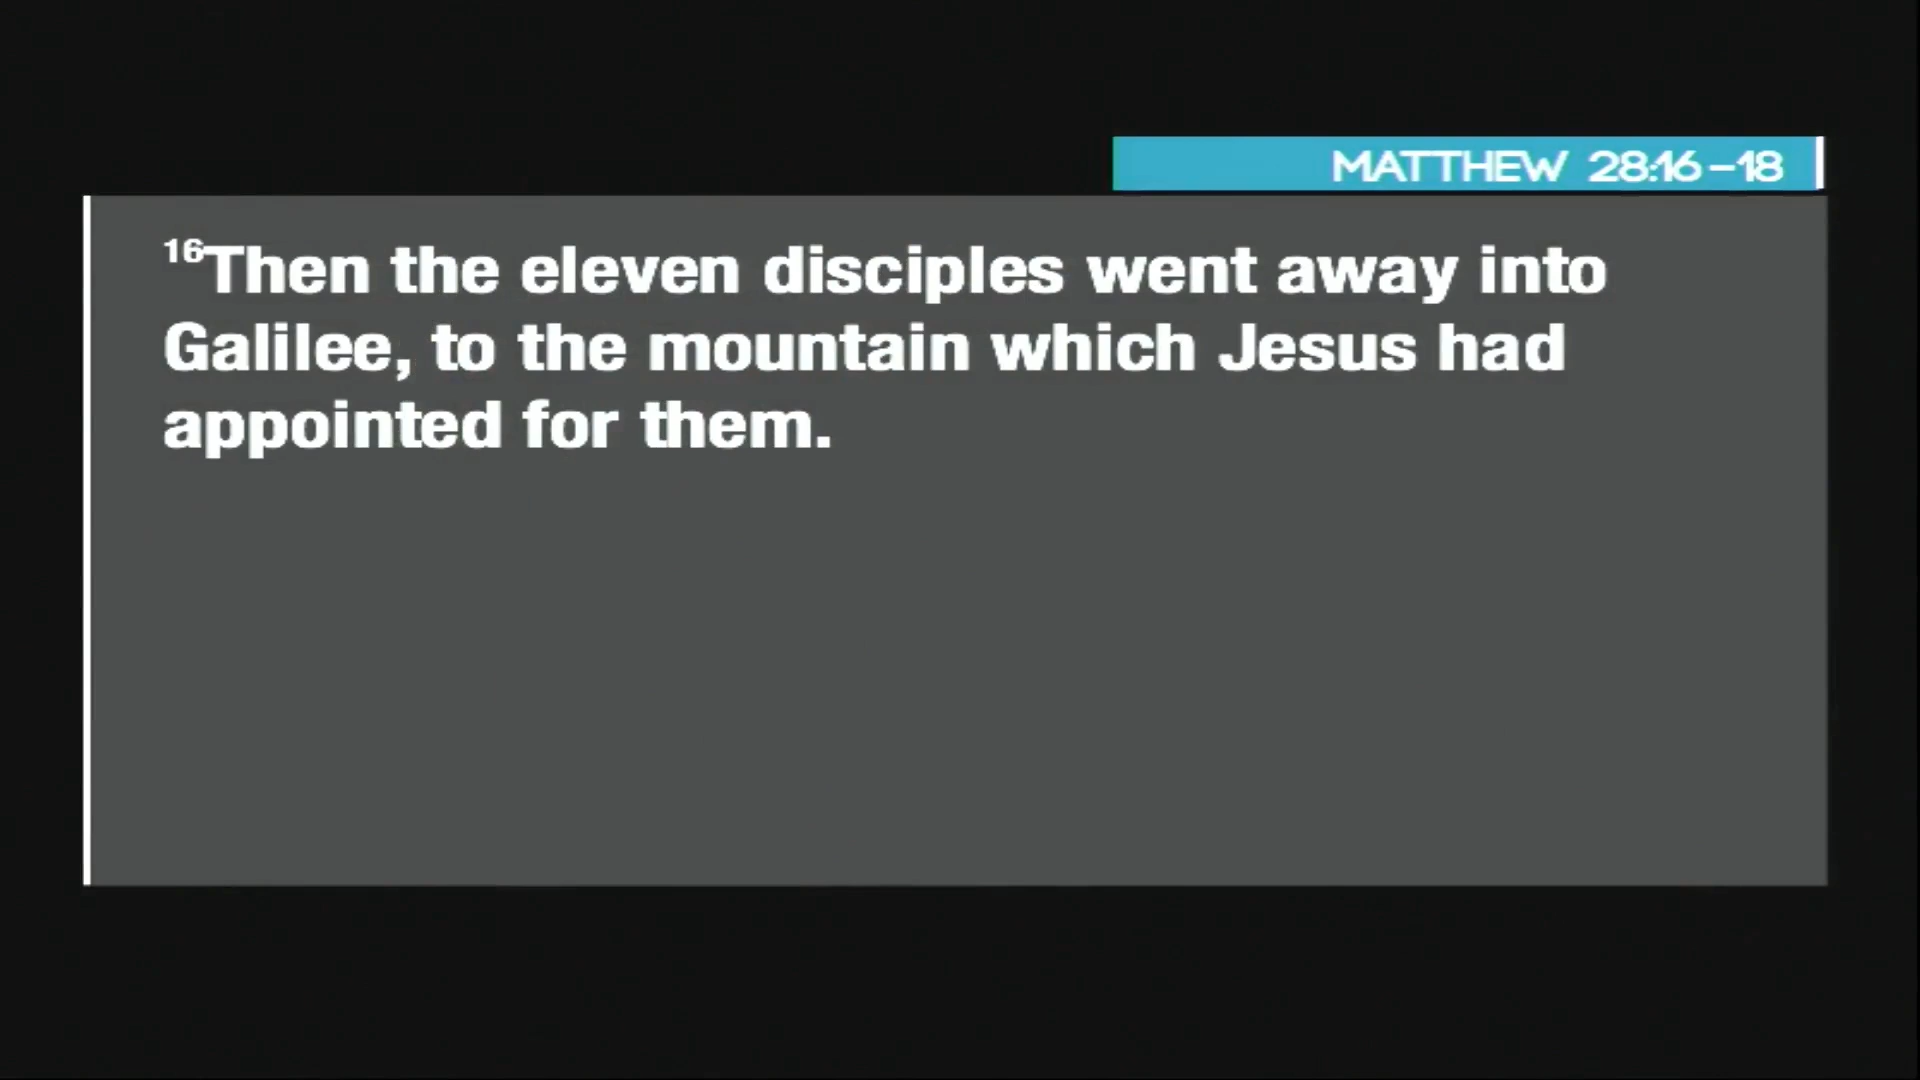 MATTHEW 28:16-18
16Then the eleven disciples went away into
Galilee, to the mountain which Jesus had
appointed for them.